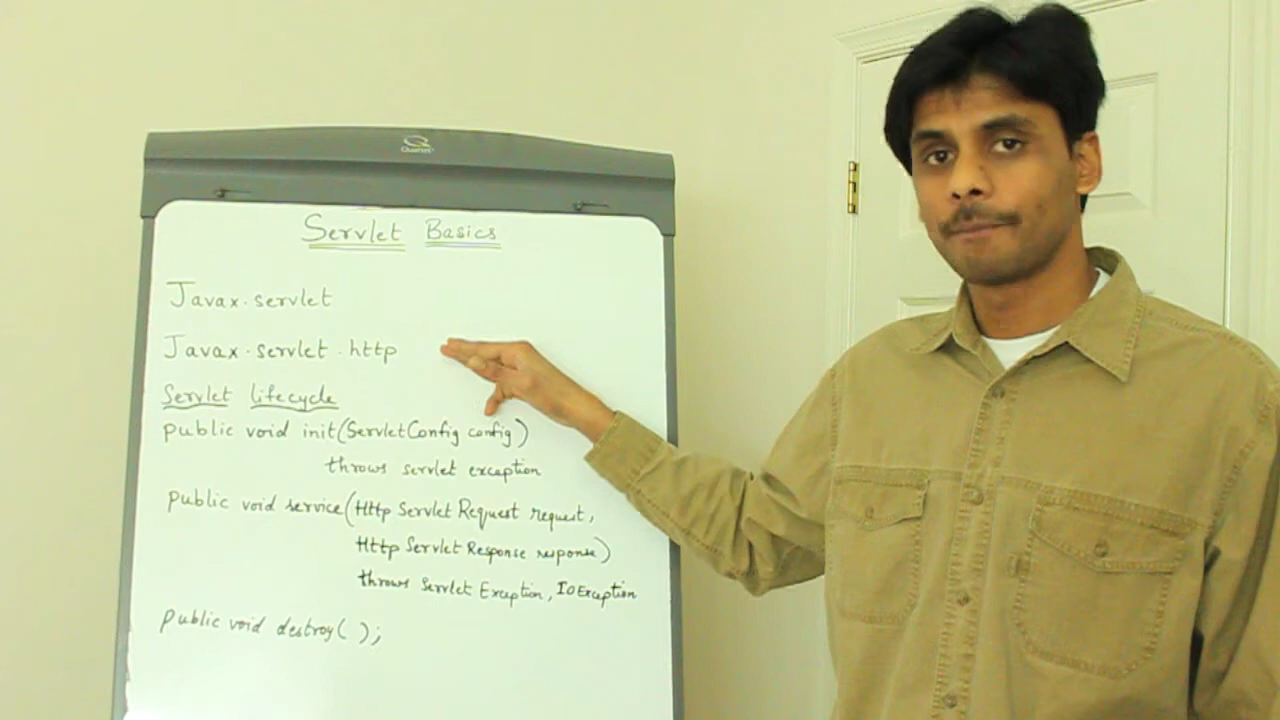 Quartet
Servlet Basics
Javax.servlet
Javax.servlet.http
Servlet lifecycle
public void init(ServletConfig config)
throws servlet exception
public void service(Http Servlet Request request,
Http Servlet Response response)
throws Servlet Exception, IOException
public void destroy( );